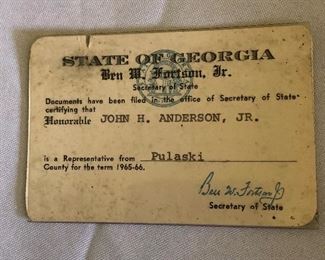 STATE OF GEORGIA
Ben W. Fortson, Jr.
Secretary of State
Documents have been filed in the office of Secretary of State
certifying that
Honorable JOHN H. ANDERSON, JR.
is a Representative from Pulaski
County for the term 1965-66.
Ben W. Fortson Jr
Secretary of State